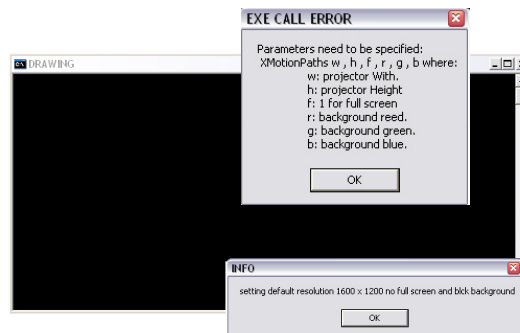 EXE CALL ERROR
Parameters need to be specified:
XMotionPaths w , h , f , r , g , b where:
w: projector With.
h: projector Height
f: 1 for full screen
r: background reed.
g: background green.
b: background blue.
OK
DRAWING
INFO
setting default resolution 1600 x 1200 no full screen and blck background
OK